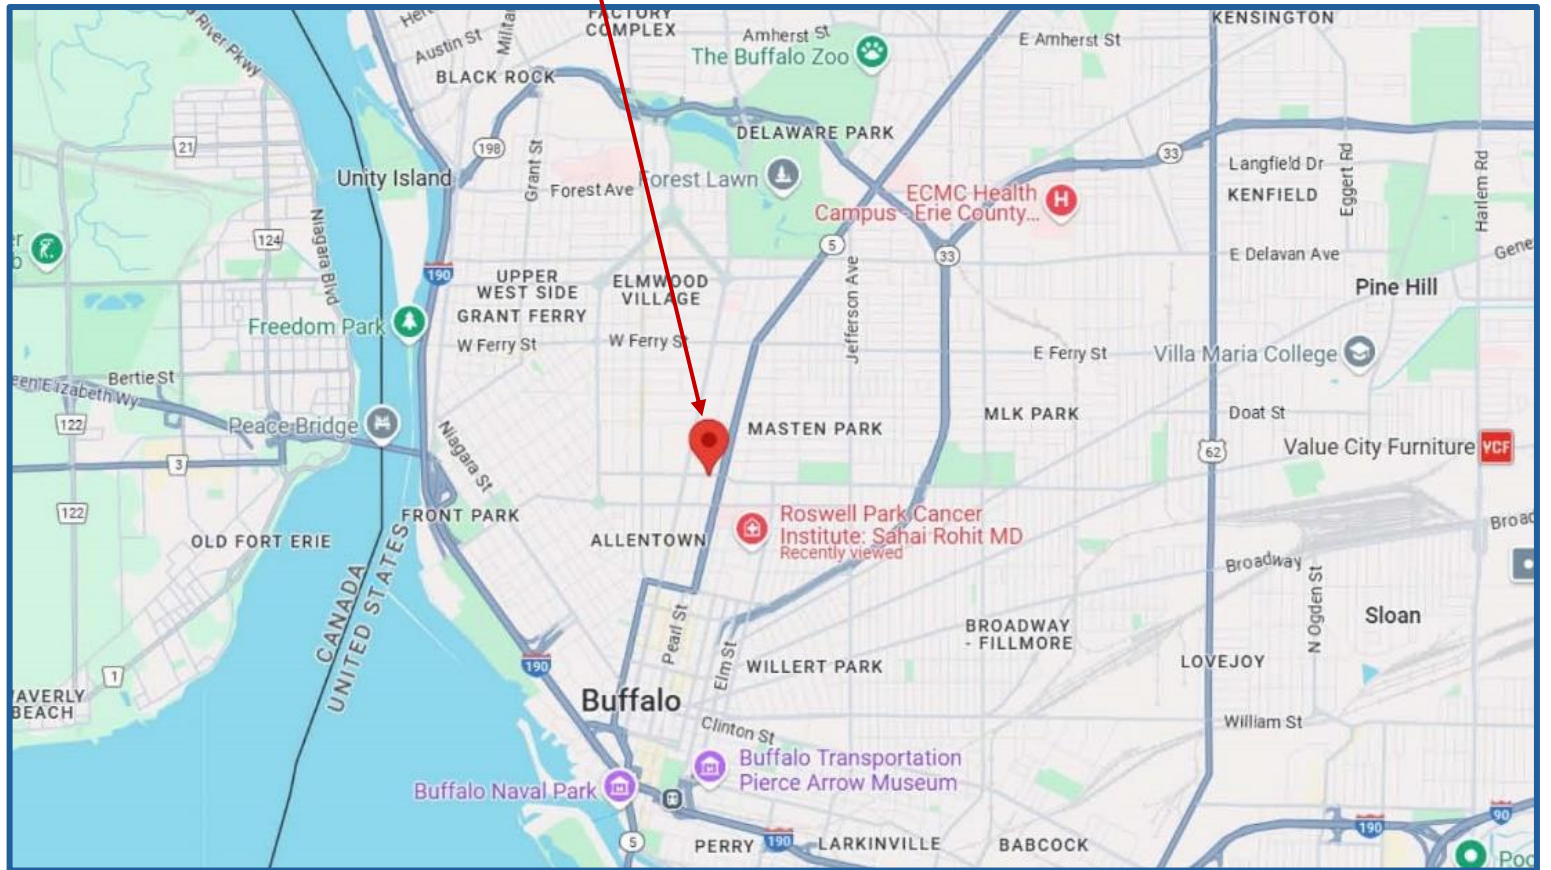 FACTORY
COMPLEX
KENSINGTON
River Pkwy
Austin St
Amherst St
E Amherst St
The Buffalo Zoo
BLACK ROCK
DELAWARE PARK
21
198
33
Langfield Dr
Unity Island
Grant St
Forest Ave
Forest Lawn
ECMC Health
Campus - Erie County...
H
KENFIELD
Eggert Rd
Harlem Rd
Niagara Blvd
124
5
33
E Delavan Ave
190
UPPER
WEST SIDE
ELMWOOD
VILLAGE
Jefferson Ave
Pine Hill
GRANT FERRY
Freedom Park
W Ferry St
W Ferry St
E Ferry St
Villa Maria College
Bertie St
Peace Bridge
122
3
MASTEN PARK
MLK PARK
Doat St
62
Value City Furniture
VCF
Niagara St
122
FRONT PARK
OLD FORT ERIE
ALLENTOWN
Roswell Park Cancer
Institute: Sahai Rohit MD
Recently viewed
Broadway
CANADA
UNITED STATES
N Ogden St
Sloan
Pearl St
Elm St
BROADWAY
- FILLMORE
190
WILLERT PARK
LOVEJOY
1
BEACH
Buffalo
Clinton St
William St
Buffalo Transportation
Pierce Arrow Museum
Buffalo Naval Park
5
PERRY
190
LARKINVILLE
BABCOCK
190
90